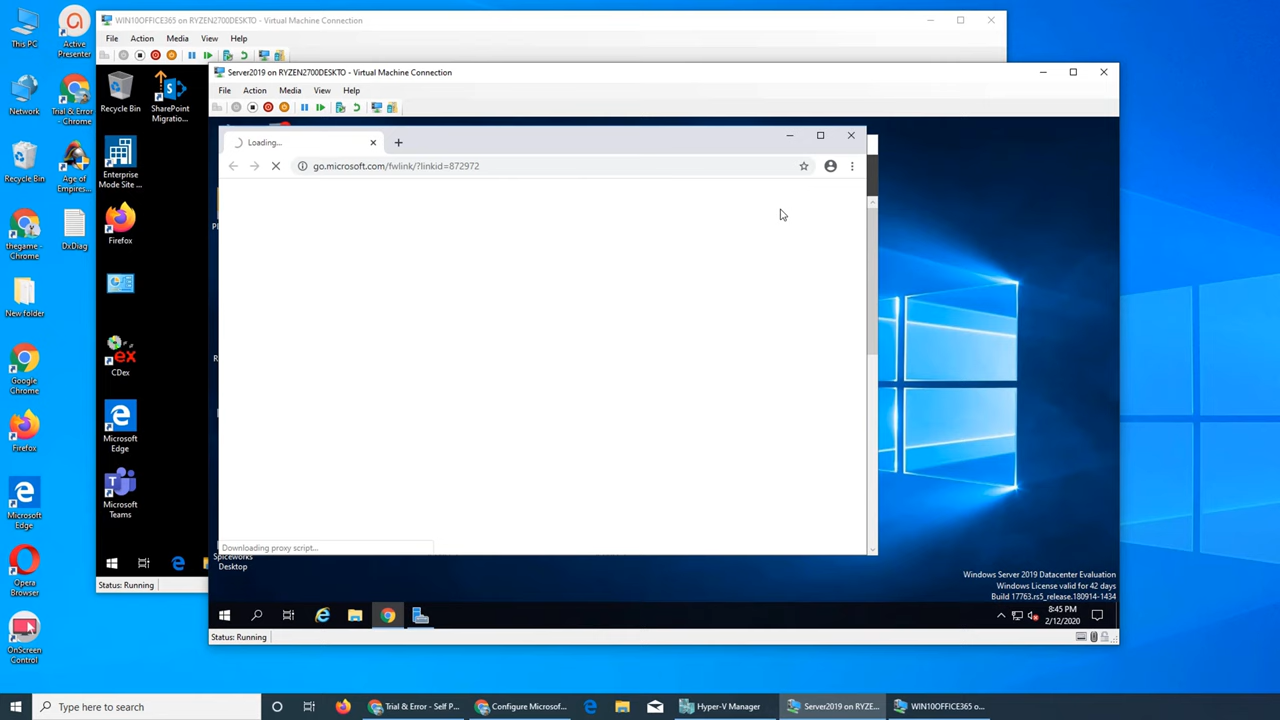 WIN10OFFICE365 on RYZEN2700DESKTO - Virtual Machine Connection
File Action Media View Help
Server2019 on RYZEN2700DESKTO - Virtual Machine Connection
File Action Media View Help
Loading...
go.microsoft.com/fwlink/?linkid=872972
Downloading proxy script...
Spiceworks
Desktop
Windows Server 2019 Datacenter Evaluation
Windows License valid for 42 days
Build 17763.rs5_release.180914-1434
8:45 PM
2/12/2020
Status: Running
Status: Running
This PC
Active
Presenter
Network
Trial & Error
- Chrome
Recycle Bin
Age of
Empires...
thegame -
Chrome
DxDiag
New folder
Google
Chrome
Firefox
Microsoft
Edge
Opera
Browser
OnScreen
Control
Recycle Bin
SharePoint
Migratio...
Enterprise
Mode Site ...
Firefox
CDex
Microsoft
Edge
Microsoft
Teams
Type here to search
Trial & Error - Self P...
Configure Microsof...
Hyper-V Manager
Server2019 on RYZE...
WIN10OFFICE365 o...